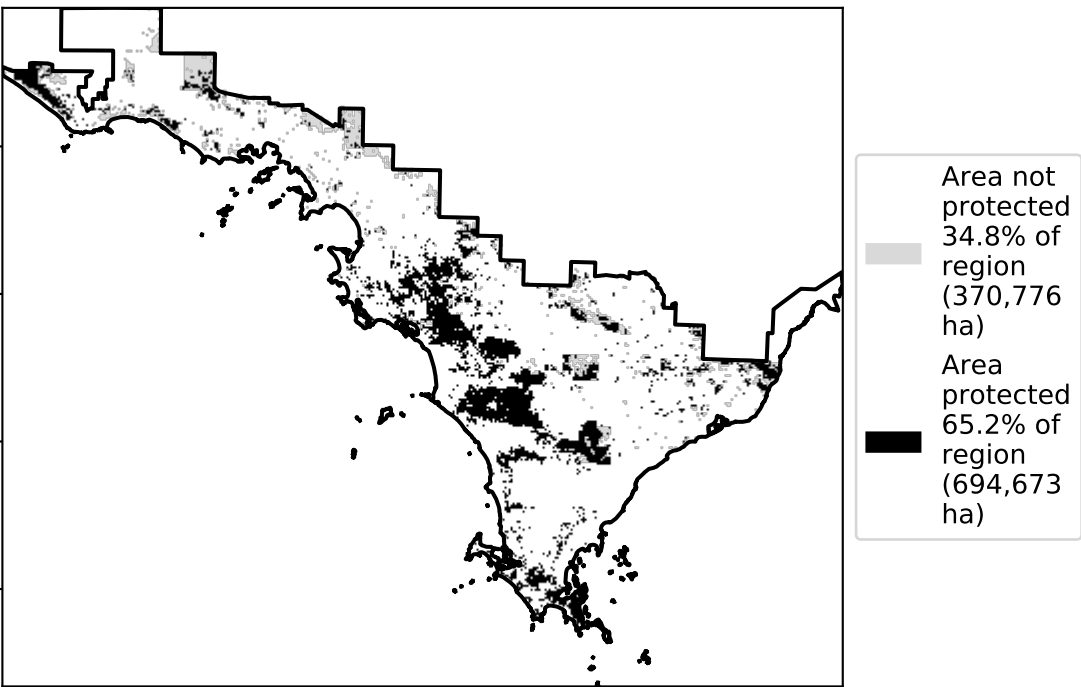 Area not
protected
34.8% of
region
(370,776
ha)
Area
protected
65.2% of
region
(694,673
ha)